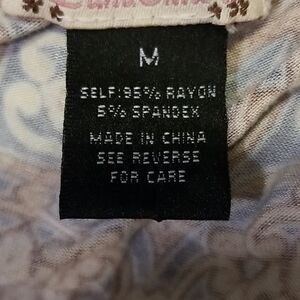 M
SELF:95% RAYON
5% SPANDEX
MADE IN CHINA
SEE REVERSE
FOR CARE